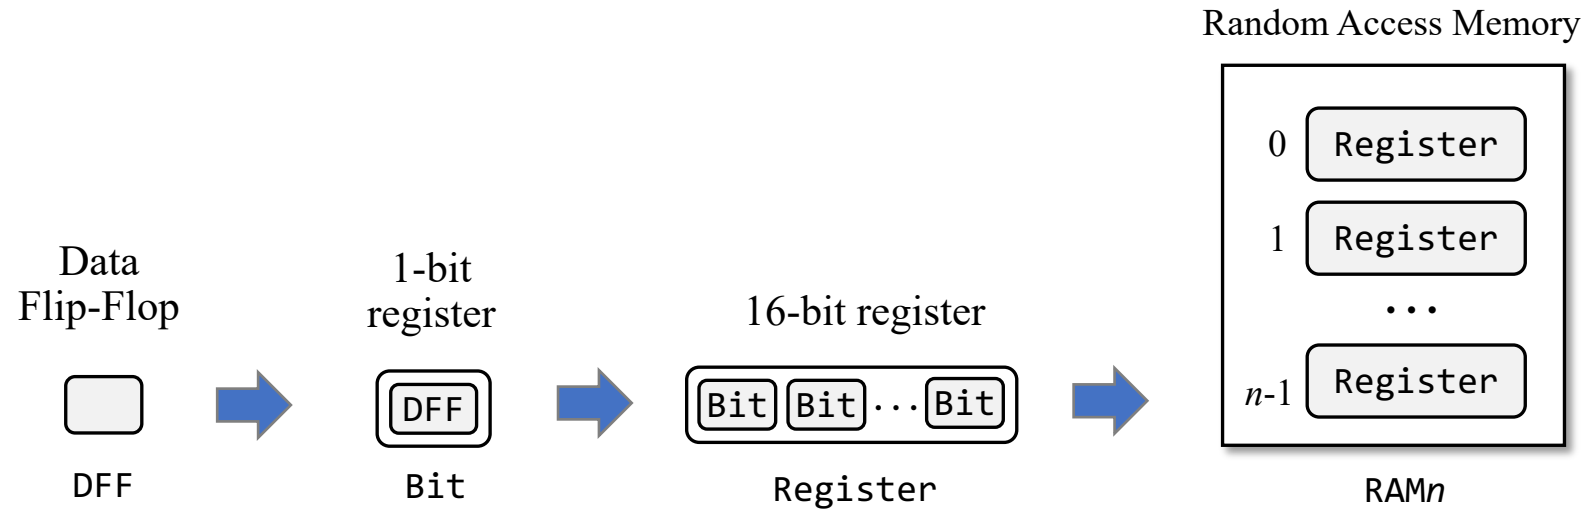 Data
Flip-Flop
DFF
1-bit
register
DFF
Bit
16-bit register
Bit Bit ··· Bit
Register
Random Access Memory
0 Register
1 Register
···
n-1 Register
RAMn